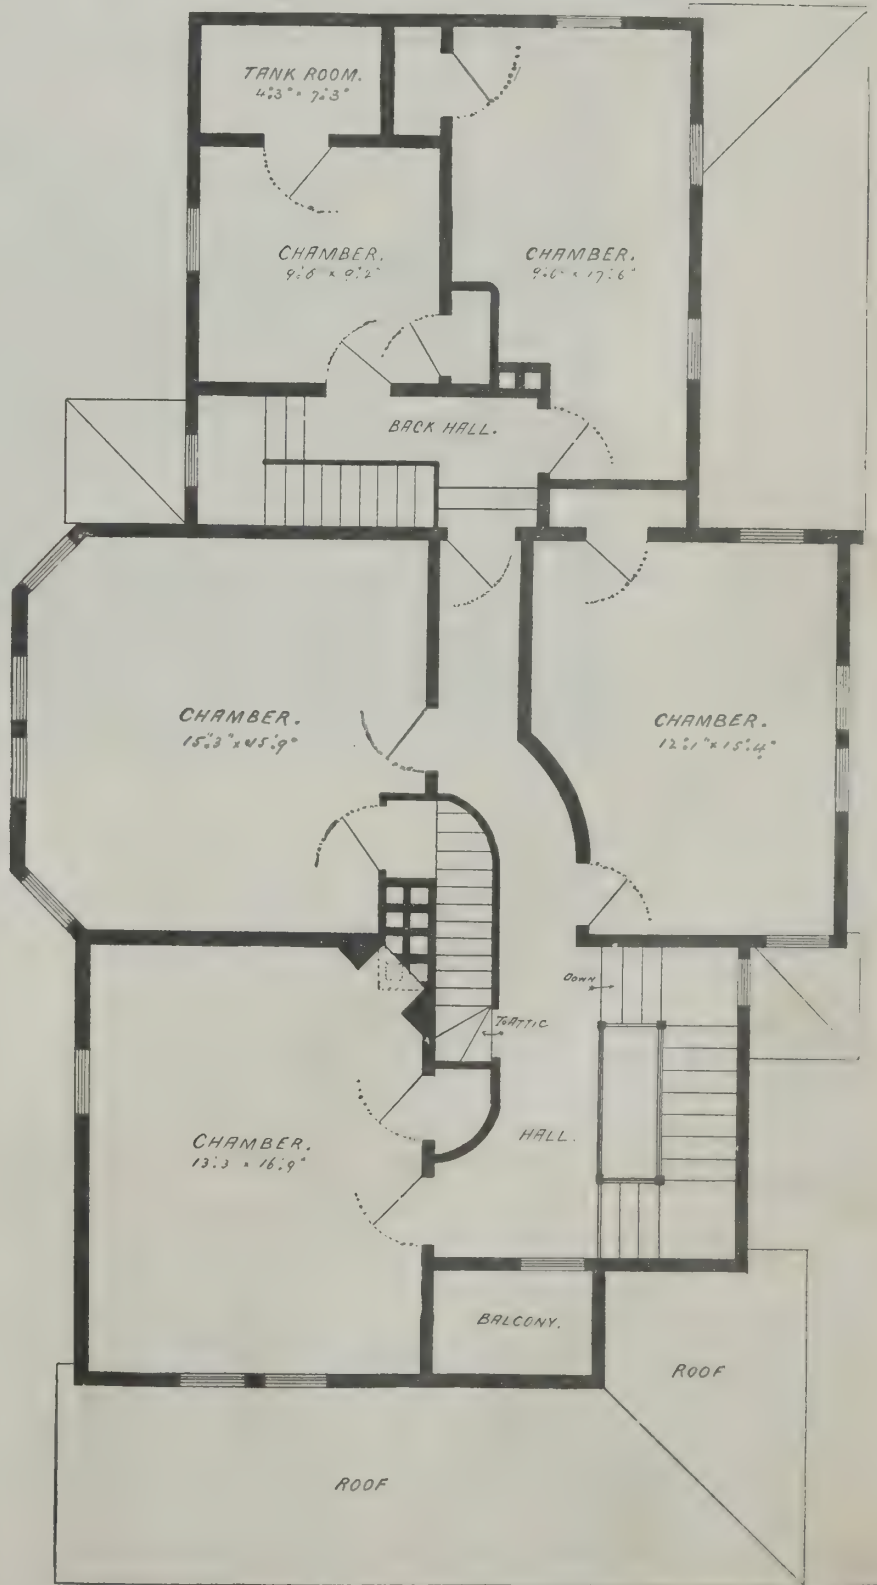 TANK ROOM.
4:3" x 7:3"
CHAMBER.
9:6 x 9:2"
CHAMBER.
9:6" x 17:6"
BACK HALL.
CHAMBER.
15:3" x 15:9"
CHAMBER.
12:1" x 15:4"
DOWN
TO ATTIC
CHAMBER.
13:3 x 16:9"
HALL.
BALCONY.
ROOF
ROOF